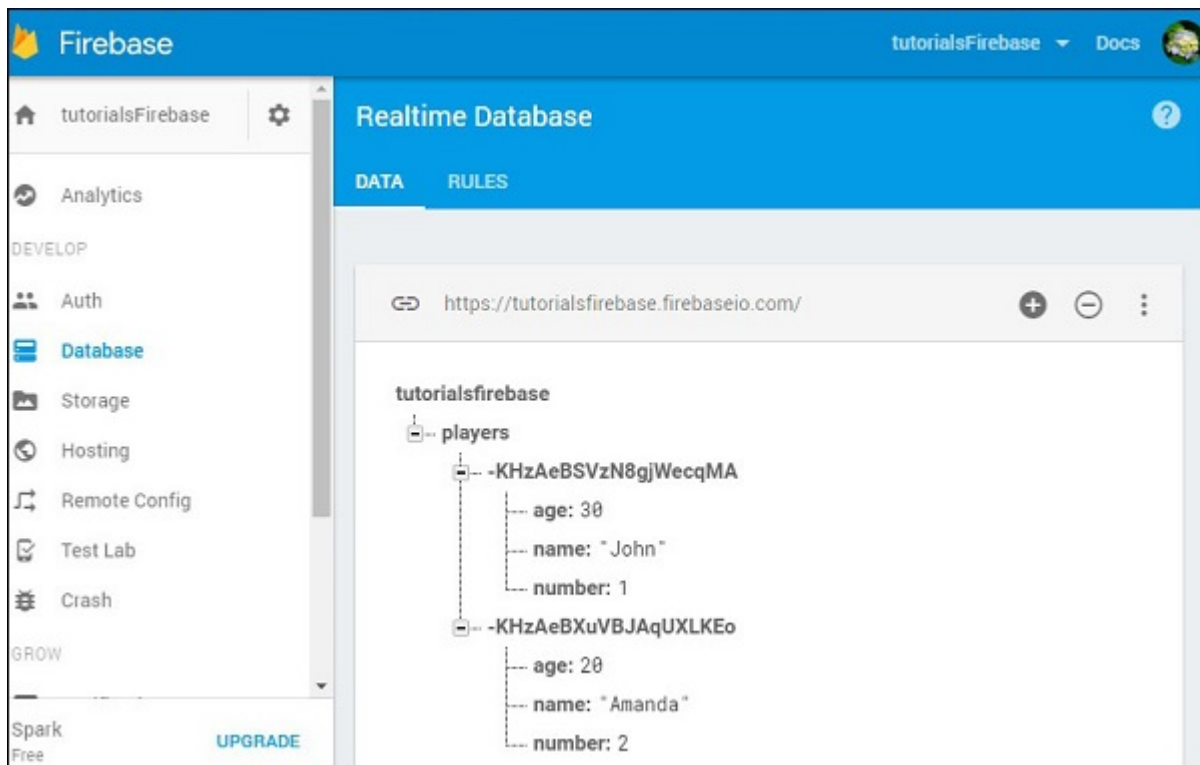 Firebase
tutorialsFirebase Docs
tutorialsFirebase
Analytics
DEVELOP
Auth
Database
Storage
Hosting
Remote Config
Test Lab
Crash
GROW
Spark
Free
UPGRADE
Realtime Database
?
DATA RULES
https://tutorialsfirebase.firebaseio.com/
tutorialsfirebase
players
-KHzAeBSVzN8gjWecqMA
age: 30
name: "John"
number: 1
-KHzAeBXuVBJAqUXLKEo
age: 20
name: "Amanda"
number: 2